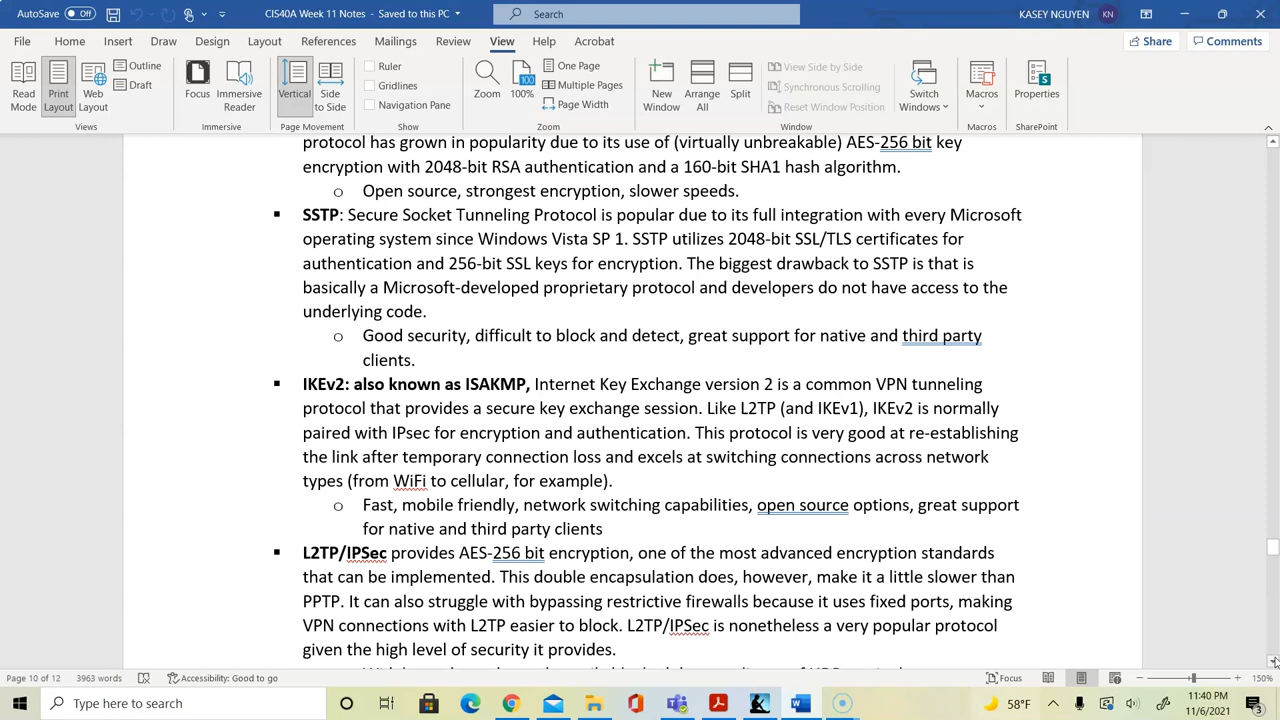 AutoSave Off CIS40A Week 11 Notes Search KASEY NGUYEN KN
File Home Insert Draw Design Layout References Mailings Review View Help Acrobat Share Comments
Read Mode
Print Layout
Web Layout
Outline
Draft
Views
Focus
Immersive Reader
Immersive
Vertical
Side to Side
Page Movement
Ruler
Gridlines
Navigation Pane
Show
Zoom
100
100%
One Page
Multiple Pages
Page Width
Zoom
New Window
Arrange All
Split
View Side by Side
Synchronous Scrolling
Reset Window Position
Switch Windows
Window
Macros
Macros
Properties
SharePoint
protocol has grown in popularity due to its use of (virtually unbreakable) AES-256 bit key
encryption with 2048-bit RSA authentication and a 160-bit SHA1 hash algorithm.
o Open source, strongest encryption, slower speeds.
▪ SSTP: Secure Socket Tunneling Protocol is popular due to its full integration with every Microsoft
operating system since Windows Vista SP 1. SSTP utilizes 2048-bit SSL/TLS certificates for
authentication and 256-bit SSL keys for encryption. The biggest drawback to SSTP is that is
basically a Microsoft-developed proprietary protocol and developers do not have access to the
underlying code.
o Good security, difficult to block and detect, great support for native and third party
clients.
▪ IKEv2: also known as ISAKMP, Internet Key Exchange version 2 is a common VPN tunneling
protocol that provides a secure key exchange session. Like L2TP (and IKEv1), IKEv2 is normally
paired with IPsec for encryption and authentication. This protocol is very good at re-establishing
the link after temporary connection loss and excels at switching connections across network
types (from WiFi to cellular, for example).
o Fast, mobile friendly, network switching capabilities, open source options, great support
for native and third party clients
▪ L2TP/IPSec provides AES-256 bit encryption, one of the most advanced encryption standards
that can be implemented. This double encapsulation does, however, make it a little slower than
PPTP. It can also struggle with bypassing restrictive firewalls because it uses fixed ports, making
VPN connections with L2TP easier to block. L2TP/IPSec is nonetheless a very popular protocol
given the high level of security it provides.
Page 10 of 12 3963 words Accessibility: Good to go Focus 150%
Type here to search 58°F 11:40 PM
11/6/2021 3